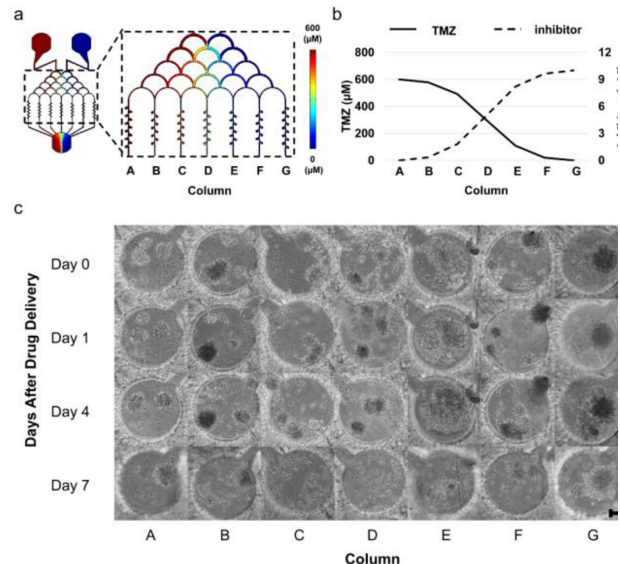 a
600
(μM)
0
(μM)
A B C D E F G
Column
b
TMZ inhibitor
800
600
400
200
0
TMZ (μM)
12
9
6
3
0
A B C D E F G
Column
c
Days After Drug Delivery
Day 0
Day 1
Day 4
Day 7
A B C D E F G
Column